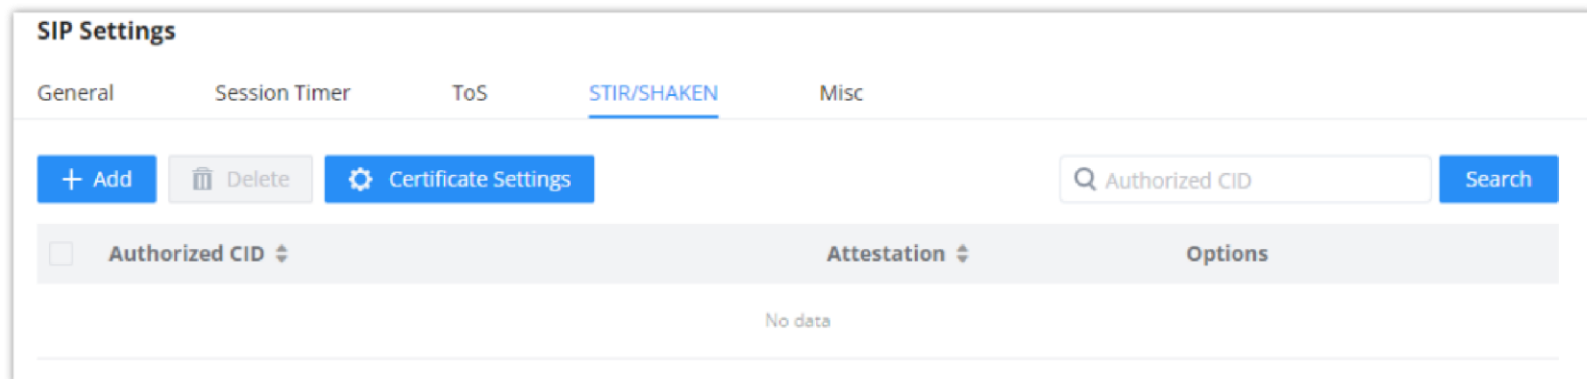 SIP Settings
General Session Timer ToS STIR/SHAKEN Misc
+ Add Delete Certificate Settings Authorized CID Search
Authorized CID Attestation Options
No data